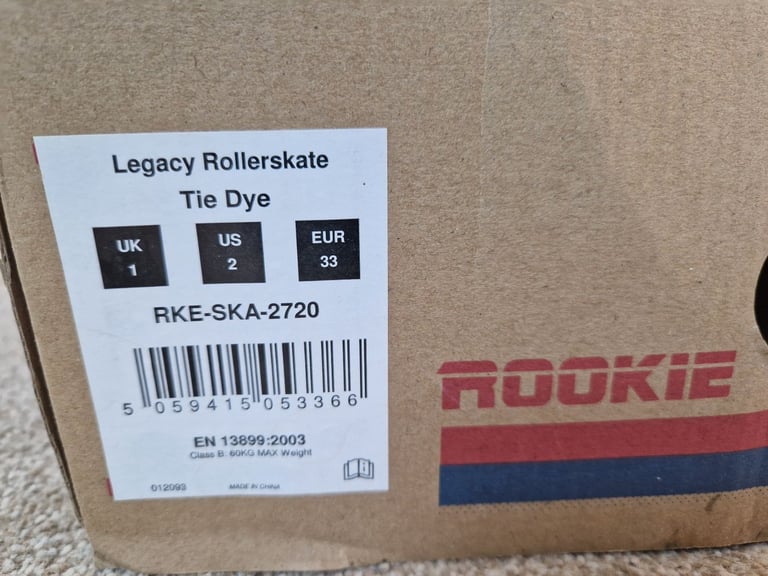 Legacy Rollerskate
Tie Dye
UK
1
US
2
EUR
33
RKE-SKA-2720
5 059415 053366
EN 13899:2003
Class B: 60KG MAX Weight
012093
MADE IN CHINA
ROOKIE